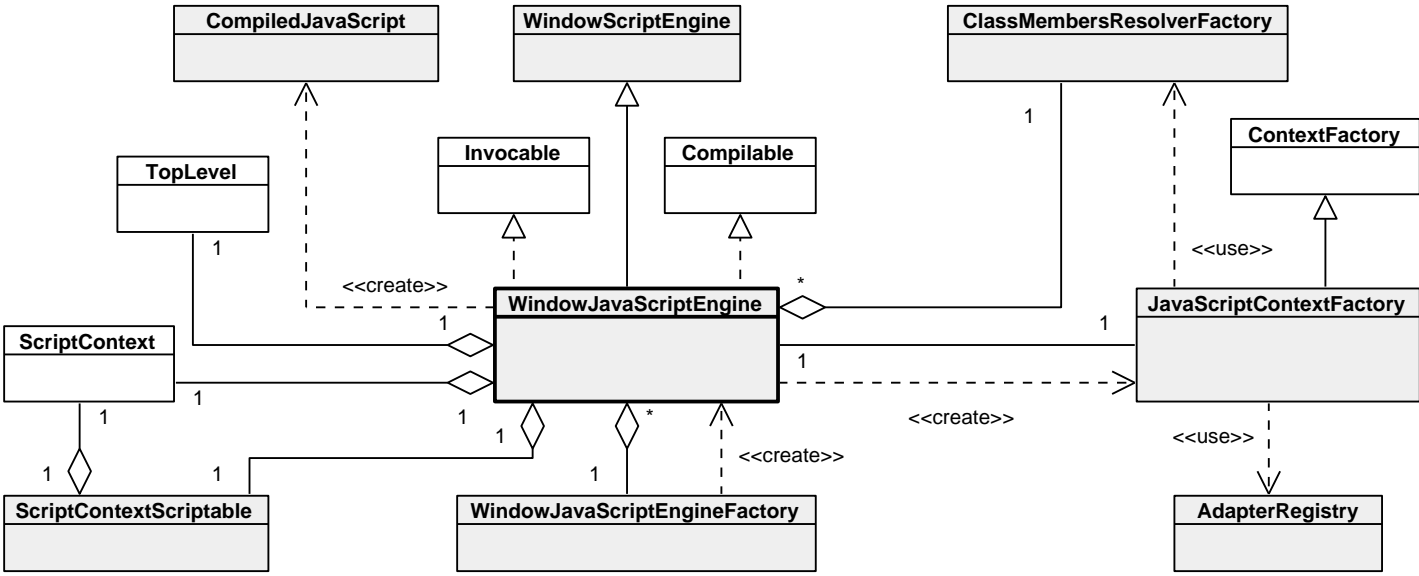 CompiledJavaScript
WindowScriptEngine
ClassMembersResolverFactory
1
Invocable
Compilable
ContextFactory
TopLevel
1
<<use>>
<<create>>
*
WindowJavaScriptEngine
JavaScriptContextFactory
1
1
ScriptContext
1
1
1
1
<<create>>
1
*
1
<<use>>
<<create>>
1
1
1
ScriptContextScriptable
WindowJavaScriptEngineFactory
AdapterRegistry